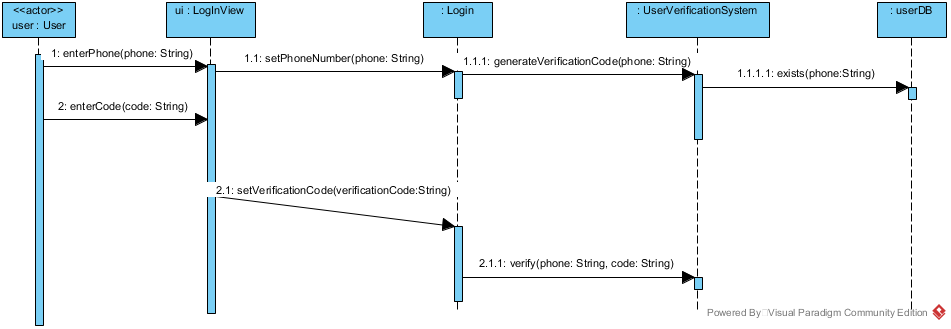 <<actor>>
user : User
ui : LogInView
: Login
: UserVerificationSystem
: userDB
1: enterPhone(phone: String)
1.1: setPhoneNumber(phone: String)
1.1.1: generateVerificationCode(phone: String)
1.1.1.1: exists(phone:String)
2: enterCode(code: String)
2.1: setVerificationCode(verificationCode:String)
2.1.1: verify(phone: String, code: String)
Powered By Visual Paradigm Community Edition